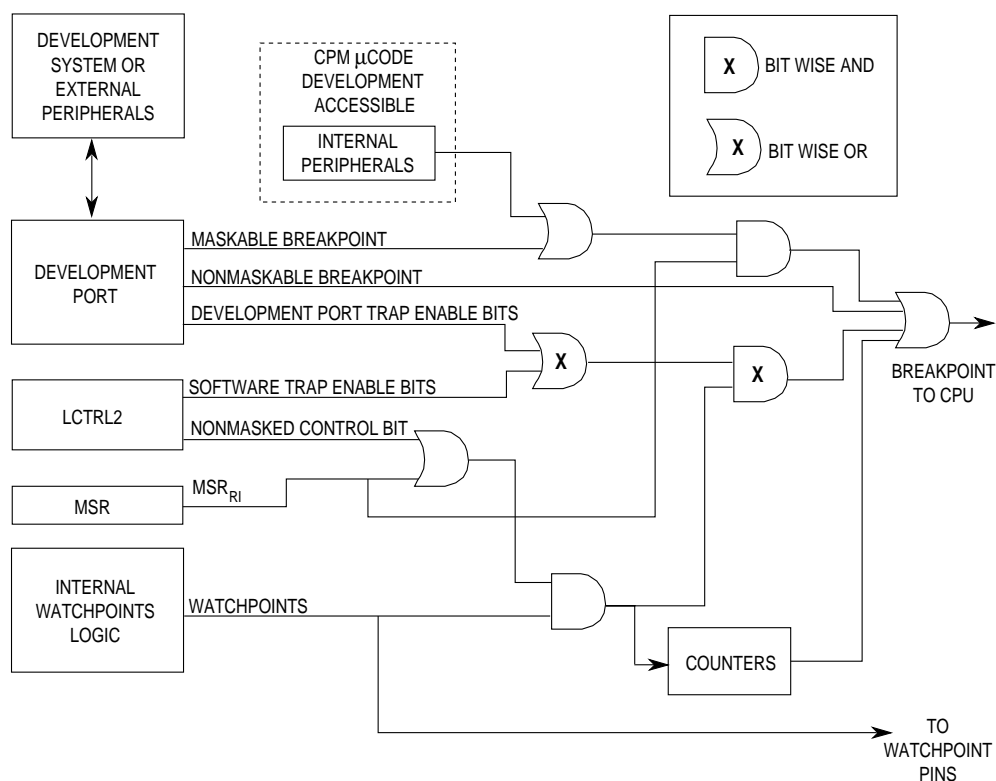 DEVELOPMENT
SYSTEM OR
EXTERNAL
PERIPHERALS
CPM μCODE
DEVELOPMENT
ACCESSIBLE
INTERNAL
PERIPHERALS
X BIT WISE AND
X BIT WISE OR
DEVELOPMENT
PORT
MASKABLE BREAKPOINT
NONMASKABLE BREAKPOINT
DEVELOPMENT PORT TRAP ENABLE BITS
X
X
BREAKPOINT
TO CPU
LCTRL2
SOFTWARE TRAP ENABLE BITS
NONMASKED CONTROL BIT
MSR
MSRRI
INTERNAL
WATCHPOINTS
LOGIC
WATCHPOINTS
COUNTERS
TO
WATCHPOINT
PINS